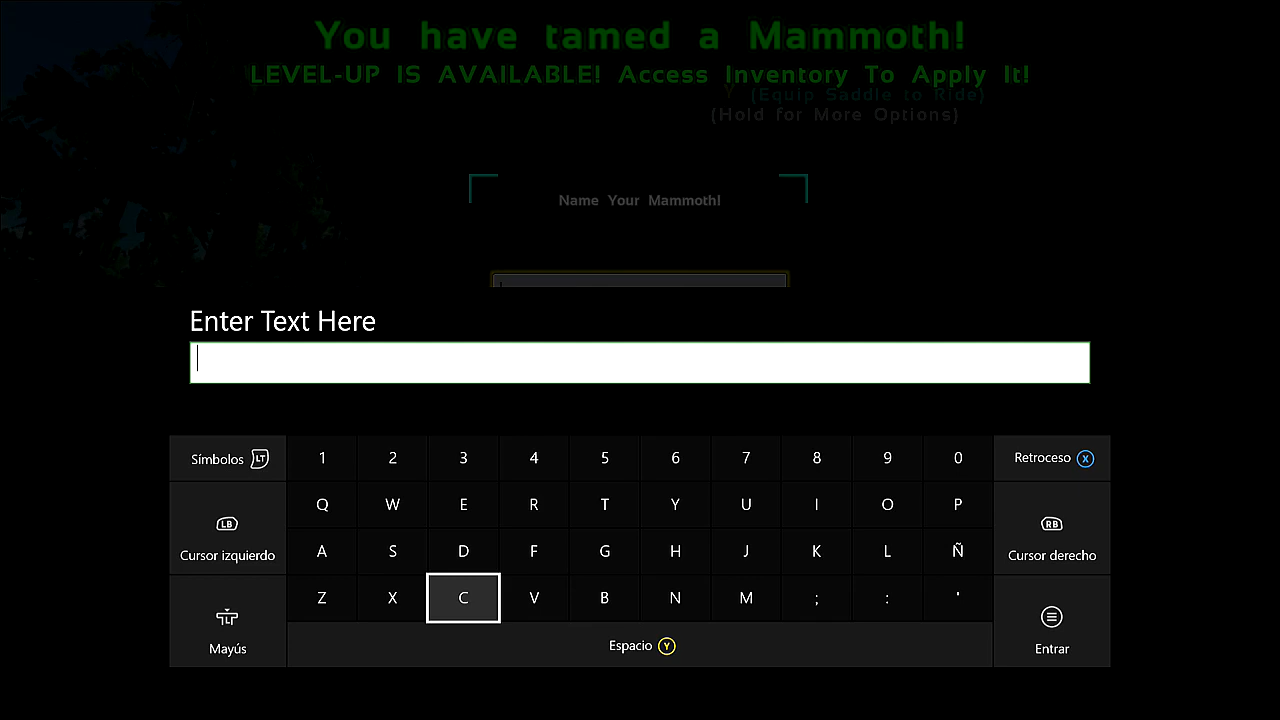 You have tamed a Mammoth!
LEVEL-UP IS AVAILABLE! Access Inventory To Apply It!
Y (Equip Saddle to Ride)
(Hold for More Options)
Name Your Mammoth!
Enter Text Here
Símbolos LT 1 2 3 4 5 6 7 8 9 0 Retroceso X
Q W E R T Y U I O P
LB Cursor izquierdo A S D F G H J K L Ñ RB Cursor derecho
Z X C V B N M ; : '
Mayús Espacio Y Entrar